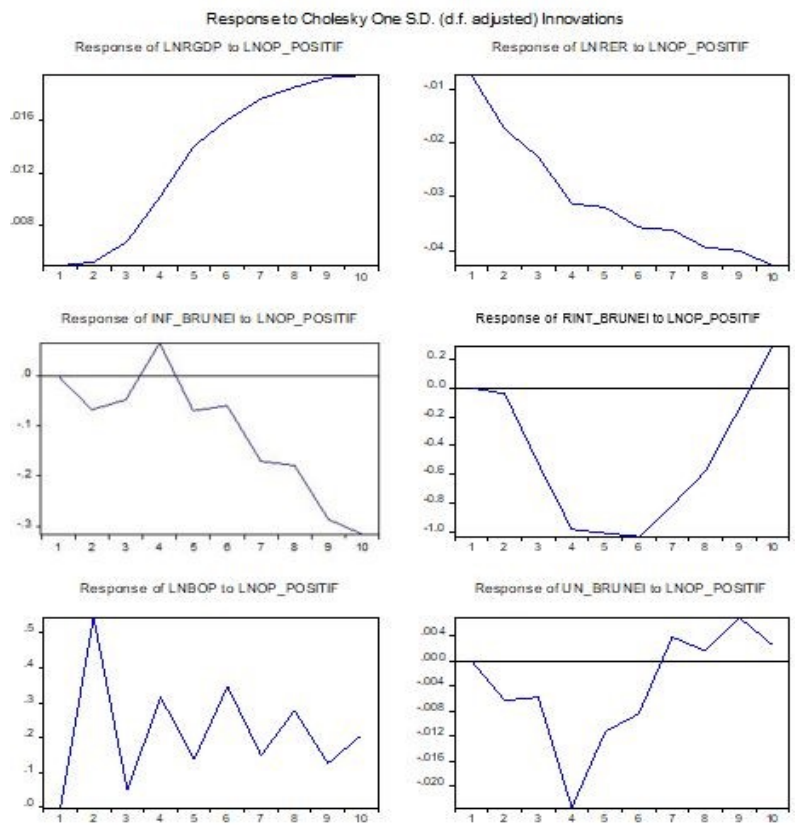 Response to Cholesky One S.D. (d.f. adjusted) Innovations
Response of LNRGDP to LNOP_POSITIF
.016
.012
.008
1 2 3 4 5 6 7 8 9 10
Response of LNRER to LNOP_POSITIF
-.01
-.02
-.03
-.04
1 2 3 4 5 6 7 8 9 10
Response of INF_BRUNEI to LNOP_POSITIF
.0
-.1
-.2
-.3
1 2 3 4 5 6 7 8 9 10
Response of RINT_BRUNEI to LNOP_POSITIF
0.2
0.0
-0.2
-0.4
-0.6
-0.8
-1.0
1 2 3 4 5 6 7 8 9 10
Response of LNBOP to LNOP_POSITIF
.5
.4
.3
.2
.1
.0
1 2 3 4 5 6 7 8 9 10
Response of UN_BRUNEI to LNOP_POSITIF
.004
.000
-.004
-.008
-.012
-.016
-.020
1 2 3 4 5 6 7 8 9 10